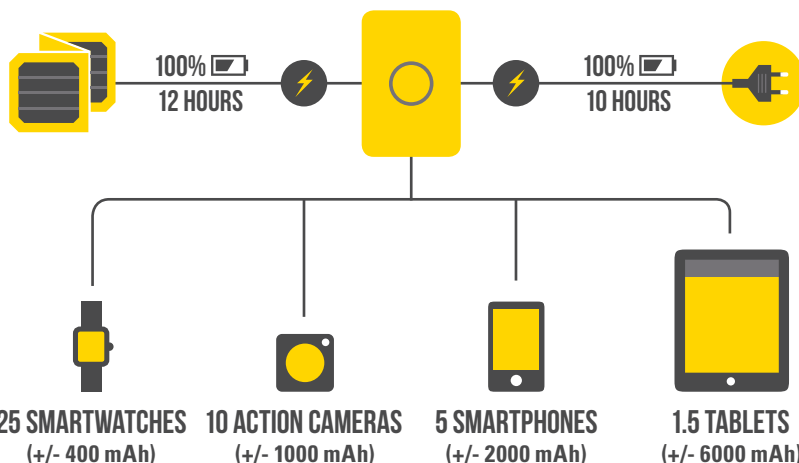 100%
12 HOURS
100%
10 HOURS
25 SMARTWATCHES
(+/- 400 mAh)
10 ACTION CAMERAS
(+/- 1000 mAh)
5 SMARTPHONES
(+/- 2000 mAh)
1.5 TABLETS
(+/- 6000 mAh)